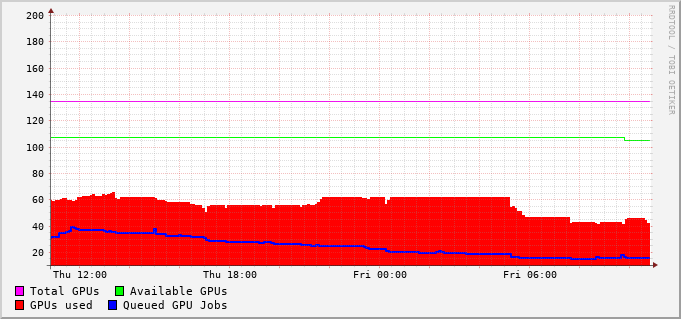 200
180
160
140
120
100
80
60
40
20
Thu 12:00 Thu 18:00 Fri 00:00 Fri 06:00
Total GPUs Available GPUs
GPUs used Queued GPU Jobs
RRDTOOL / TOBI OETIKER